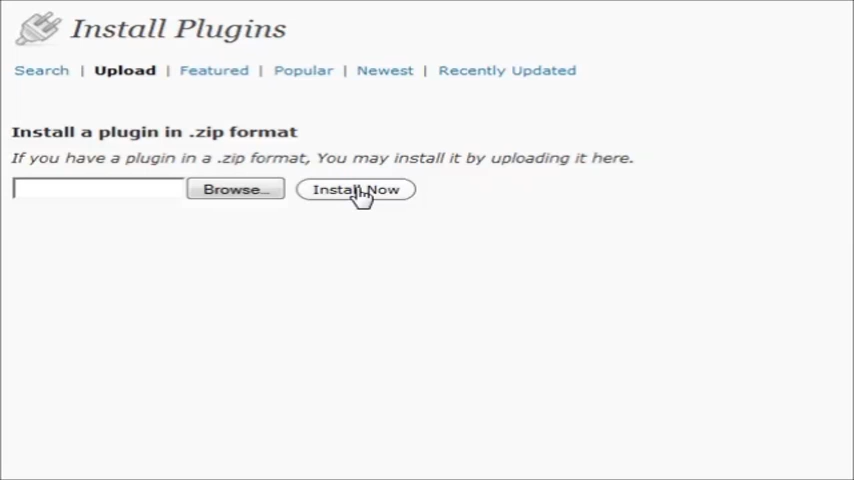 Install Plugins
Search | Upload | Featured | Popular | Newest | Recently Updated
Install a plugin in .zip format
If you have a plugin in a .zip format, You may install it by uploading it here.
Browse... Install Now